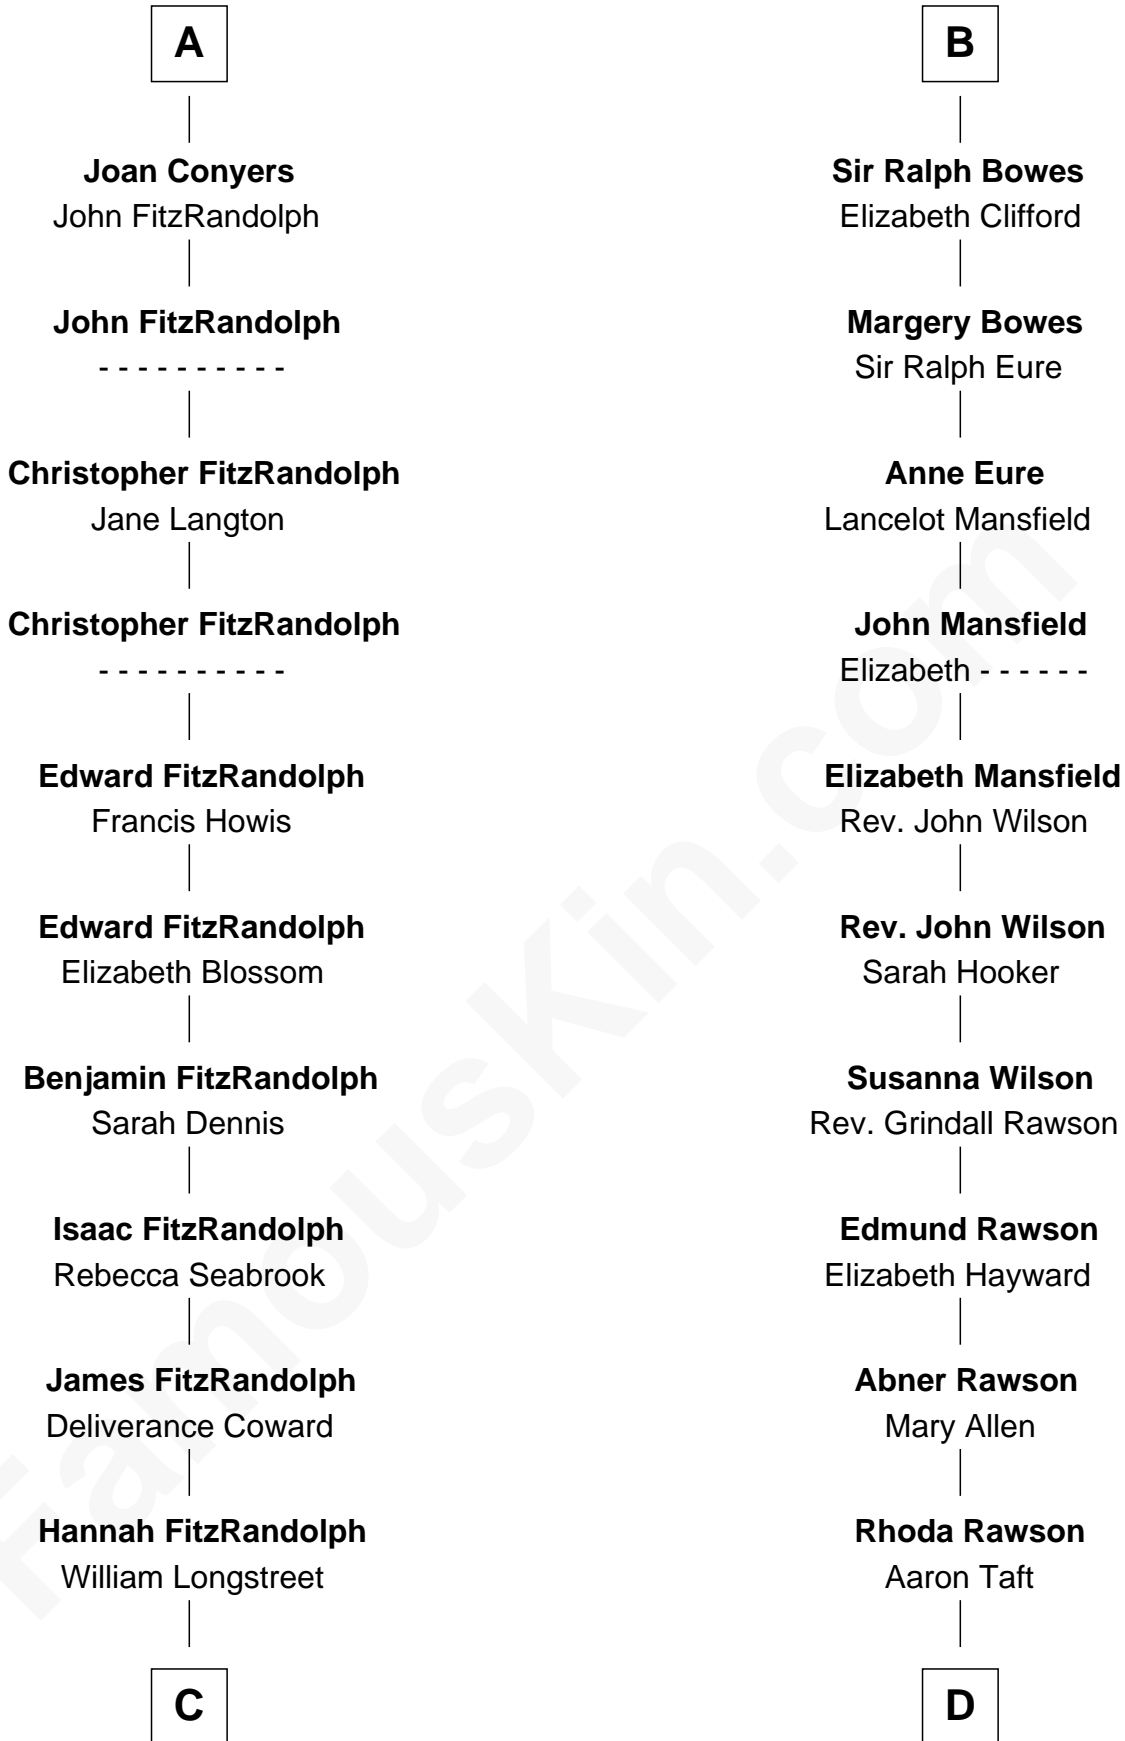 A
B
Joan Conyers
John FitzRandolph
Sir Ralph Bowes
Elizabeth Clifford
John FitzRandolph
- - - - - - - - - -
Margery Bowes
Sir Ralph Eure
Christopher FitzRandolph
Jane Langton
Anne Eure
Lancelot Mansfield
Christopher FitzRandolph
- - - - - - - - - -
John Mansfield
Elizabeth - - - - - -
Edward FitzRandolph
Francis Howis
Elizabeth Mansfield
Rev. John Wilson
Edward FitzRandolph
Elizabeth Blossom
Rev. John Wilson
Sarah Hooker
Benjamin FitzRandolph
Sarah Dennis
Susanna Wilson
Rev. Grindall Rawson
Isaac FitzRandolph
Rebecca Seabrook
Edmund Rawson
Elizabeth Hayward
James FitzRandolph
Deliverance Coward
Abner Rawson
Mary Allen
Hannah FitzRandolph
William Longstreet
Rhoda Rawson
Aaron Taft
C
D
FamousKin.com